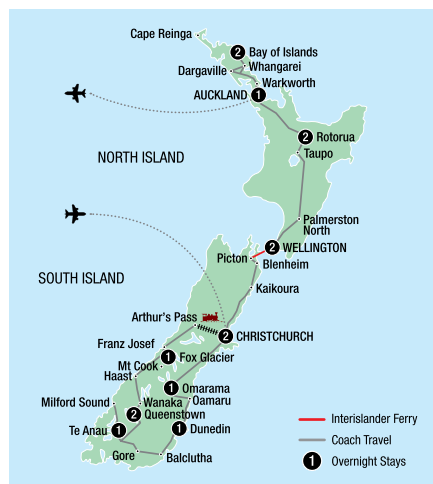 Cape Reinga
2
Bay of Islands
Whangarei
Dargaville
Warkworth
AUCKLAND
1
2
Rotorua
Taupo
NORTH ISLAND
Palmerston
North
2
WELLINGTON
Picton
Blenheim
SOUTH ISLAND
Kaikoura
Arthur's Pass
2
CHRISTCHURCH
Franz Josef
1
Fox Glacier
Mt Cook
Haast
1
Omarama
Oamaru
Milford Sound
Wanaka
2
Queenstown
Te Anau
1
1
Dunedin
Gore
Balclutha
Interislander Ferry
Coach Travel
1
Overnight Stays